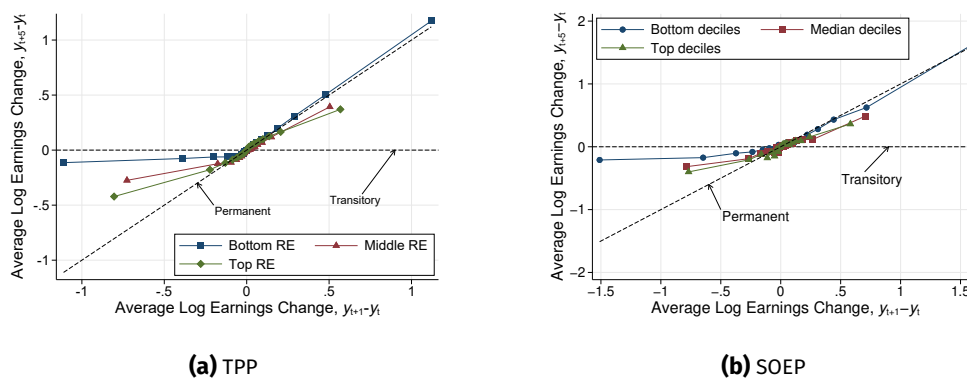 Average Log Earnings Change, yt+5-yt
1
.5
0
-.5
-1
Transitory
Permanent
Bottom RE
Middle RE
Top RE
-1
-.5
0
.5
1
Average Log Earnings Change, yt+1-yt
(a) TPP
Average Log Earnings Change, yt+5−yt
2
1
0
−1
−2
Bottom deciles
Median deciles
Top deciles
Transitory
Permanent
−1.5
−1
−.5
0
.5
1
1.5
Average Log Earnings Change, yt+1−yt
(b) SOEP